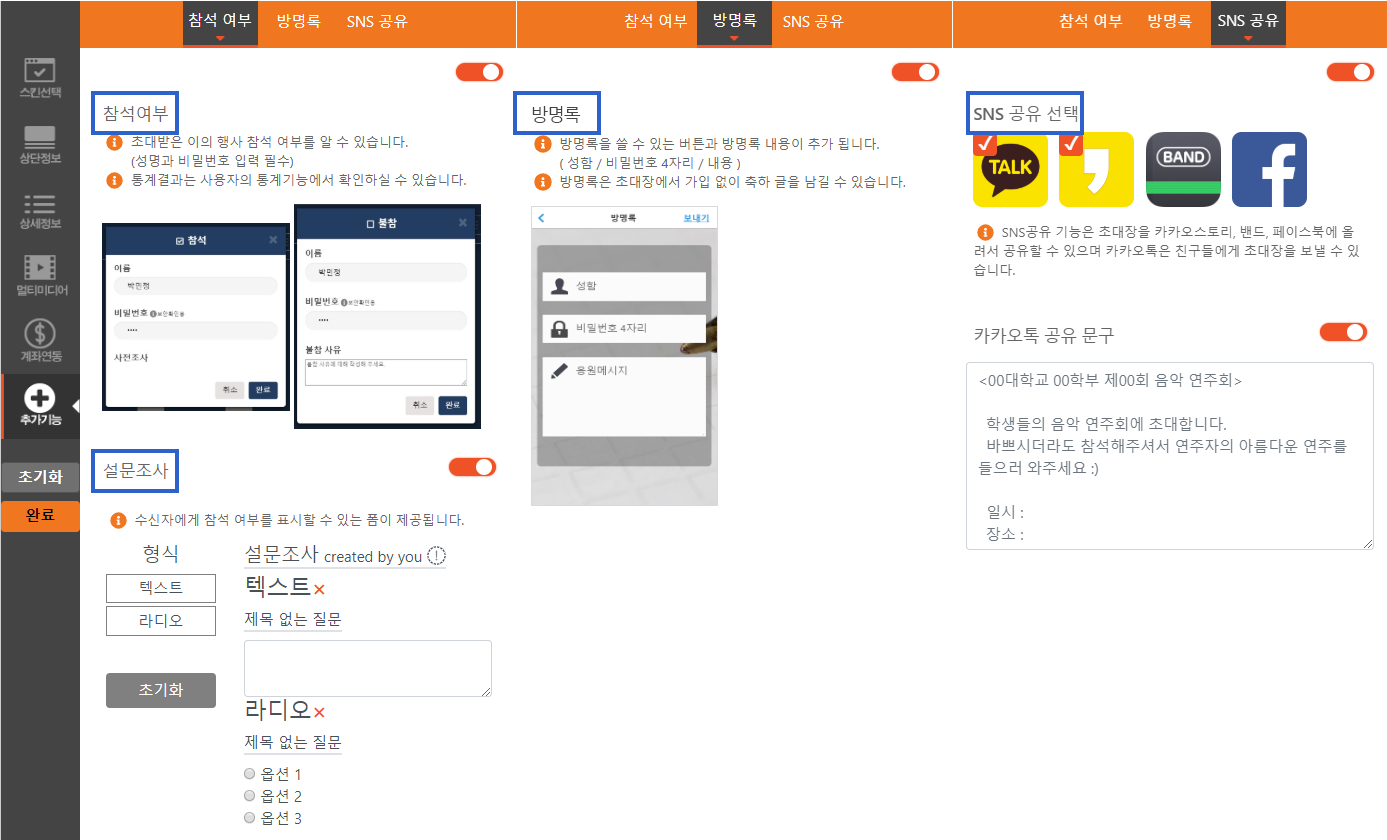 스킨선택
상단정보
상세정보
멀티미디어
계좌연동
추가기능
초기화
완료
참석 여부 방명록 SNS 공유
참석여부
초대받은 이의 행사 참석 여부를 알 수 있습니다.
(성명과 비밀번호 입력 필수)
통계결과는 사용자의 통계기능에서 확인하실 수 있습니다.
참석
이름
박민정
비밀번호 보안확인용
••••
사전조사
취소 완료
불참
이름
박민정
비밀번호 보안확인용
••••
불참 사유
불참 사유에 대해 작성해 주세요.
취소 완료
설문조사
수신자에게 참석 여부를 표시할 수 있는 폼이 제공됩니다.
형식
텍스트
라디오
초기화
설문조사 created by you
텍스트×
제목 없는 질문
라디오×
제목 없는 질문
옵션 1
옵션 2
옵션 3
참석 여부 방명록 SNS 공유
방명록
방명록을 쓸 수 있는 버튼과 방명록 내용이 추가 됩니다.
( 성함 / 비밀번호 4자리 / 내용 )
방명록은 초대장에서 가입 없이 축하 글을 남길 수 있습니다.
방명록 보내기
성함
비밀번호 4자리
응원메시지
참석 여부 방명록 SNS 공유
SNS 공유 선택
TALK
BAND
SNS공유 기능은 초대장을 카카오스토리, 밴드, 페이스북에 올
려서 공유할 수 있으며 카카오톡은 친구들에게 초대장을 보낼 수 있
습니다.
카카오톡 공유 문구
<00대학교 00학부 제00회 음악 연주회>
학생들의 음악 연주회에 초대합니다.
바쁘시더라도 참석해주셔서 연주자의 아름다운 연주를
들으러 와주세요 :)
일시 :
장소 :